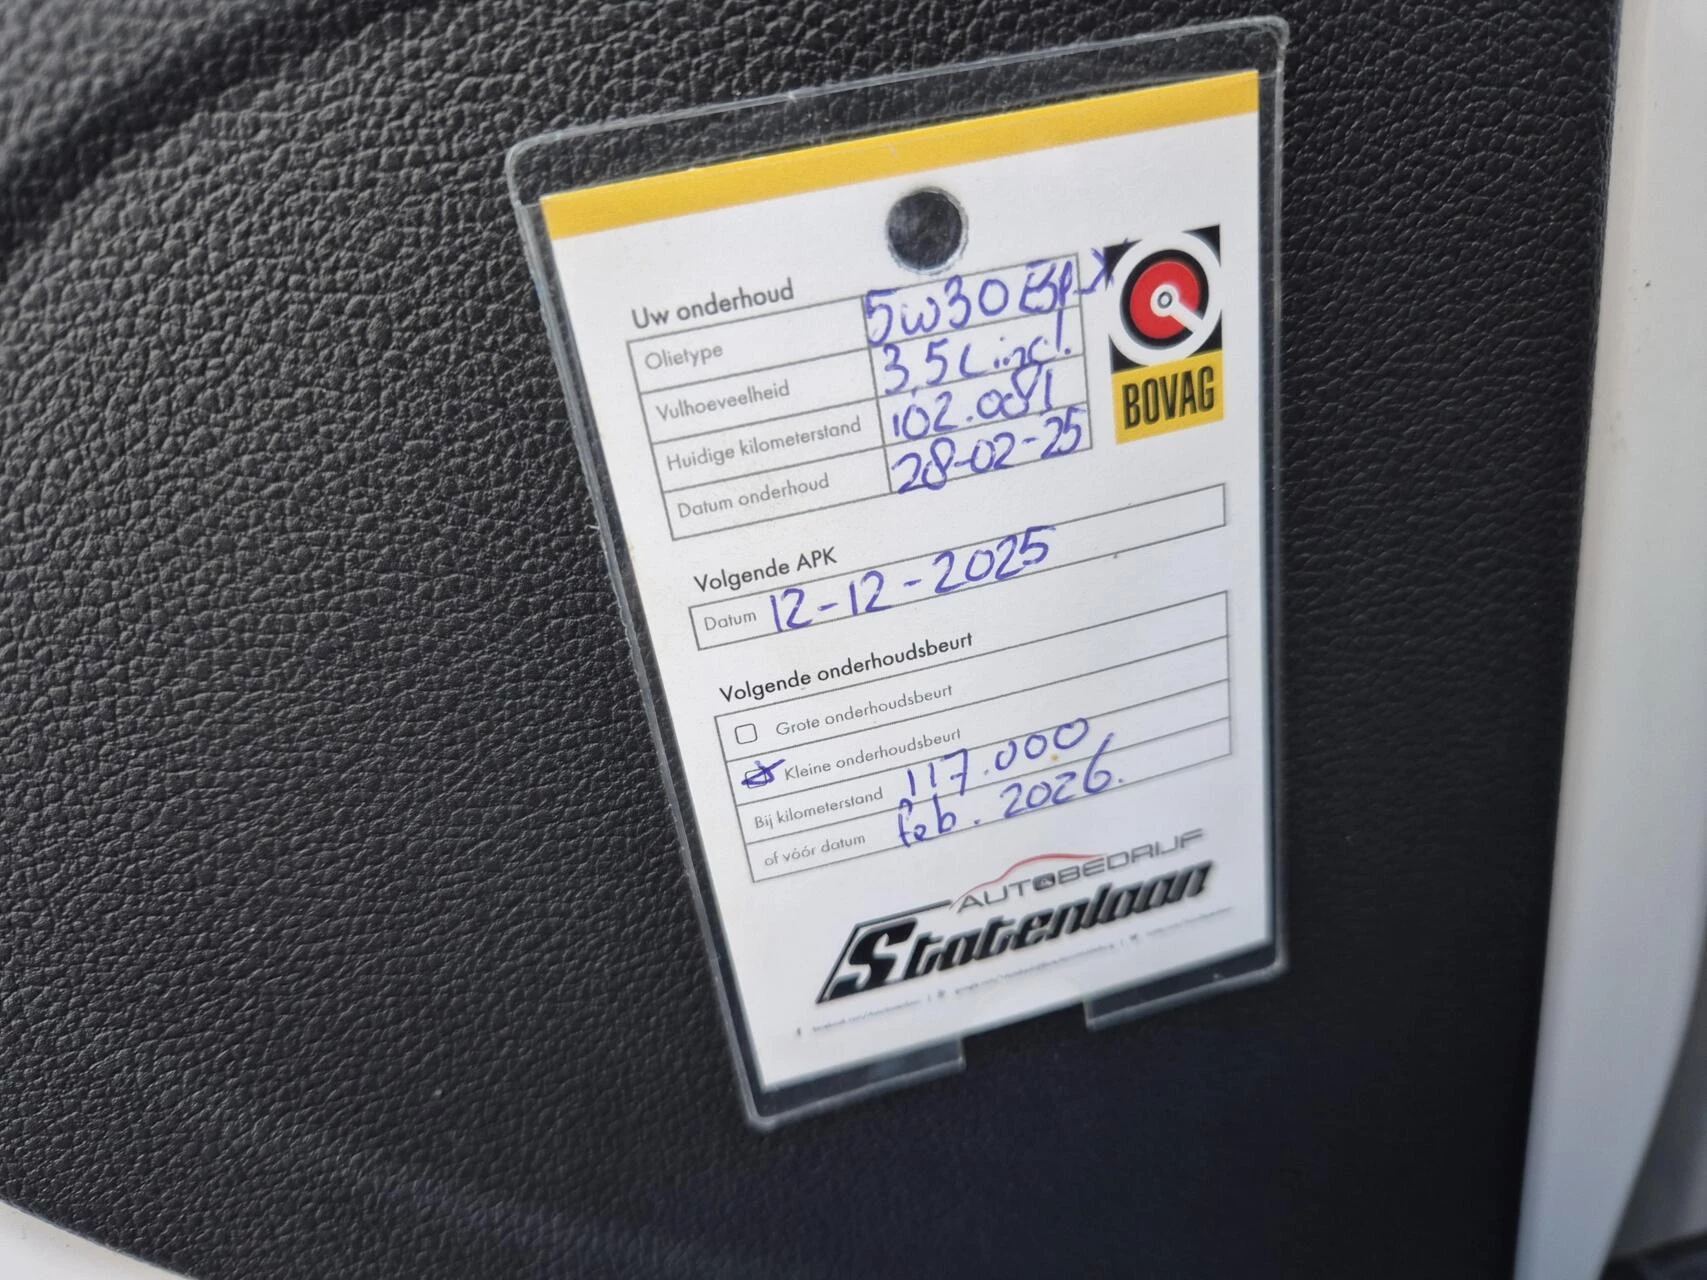 Uw onderhoud
Olietype 5W30
Vulhoeveelheid 3,5L incl.
Huidige kilometerstand 102.081
Datum onderhoud 28-02-25
BOVAG
Volgende APK
Datum 12-12-2025
Volgende onderhoudsbeurt
Grote onderhoudsbeurt
Kleine onderhoudsbeurt
Bij kilometerstand 117.000
of vóór datum feb. 2026.
AUTOBEDRIJF
Statenlaan